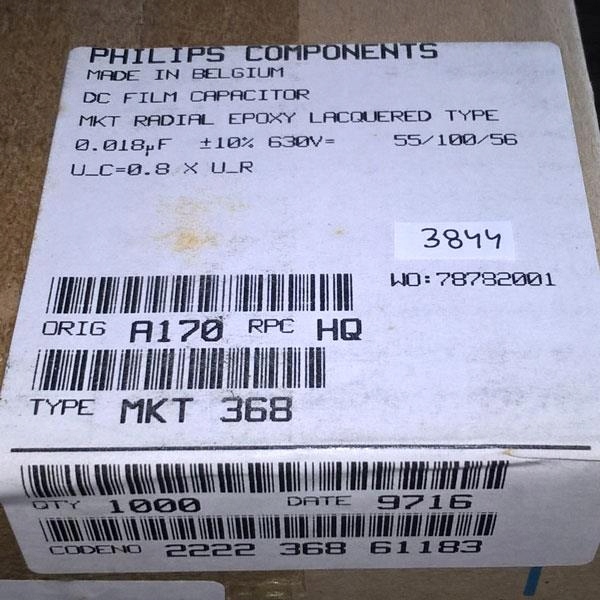 PHILIPS COMPONENTS
MADE IN BELGIUM
DC FILM CAPACITOR
MKT RADIAL EPOXY LACQUERED TYPE
0.018µF ±10% 630V= 55/100/56
U_C=0.8 X U_R
3844
WO:78782001
ORIG A170 RPC HQ
TYPE MKT 368
QTY 1000 DATE 9716
CODENO 2222 368 61183